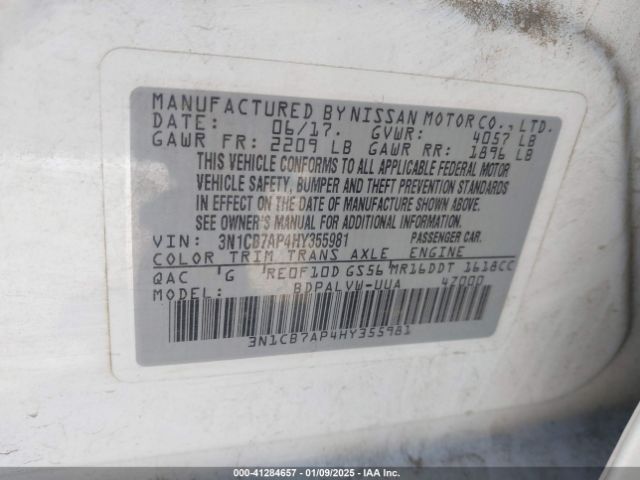 MANUFACTURED BY NISSAN MOTOR CO., LTD.
DATE: 06/17. GVWR: 4057 LB
GAWR FR: 2209 LB GAWR RR: 1896 LB
THIS VEHICLE CONFORMS TO ALL APPLICABLE FEDERAL MOTOR
VEHICLE SAFETY, BUMPER AND THEFT PREVENTION STANDARDS
IN EFFECT ON THE DATE OF MANUFACTURE SHOWN ABOVE.
SEE OWNER'S MANUAL FOR ADDITIONAL INFORMATION.
VIN: 3N1CB7AP4HY355981 PASSENGER CAR.
COLOR TRIM TRANS AXLE ENGINE
QAC 'G 'RE0F10D GS56'MR16DDT 1618CC
MODEL: BDPALVW-UUA 4Z000
3N1CB7AP4HY355981
000-41284657 - 01/09/2025 - IAA Inc.